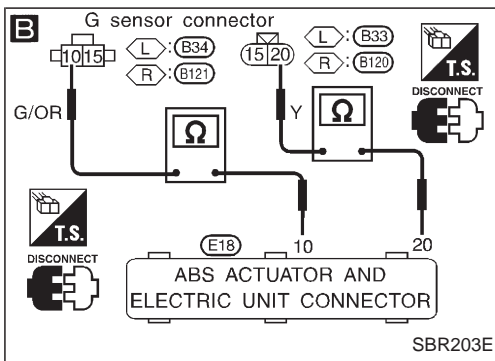 B
G sensor connector
10 15
L : B34
R : B121
15 20
L : B33
R : B120
T.S.
DISCONNECT
G/OR
Ω
Y
Ω
T.S.
DISCONNECT
E18
10
20
ABS ACTUATOR AND
ELECTRIC UNIT CONNECTOR
SBR203E